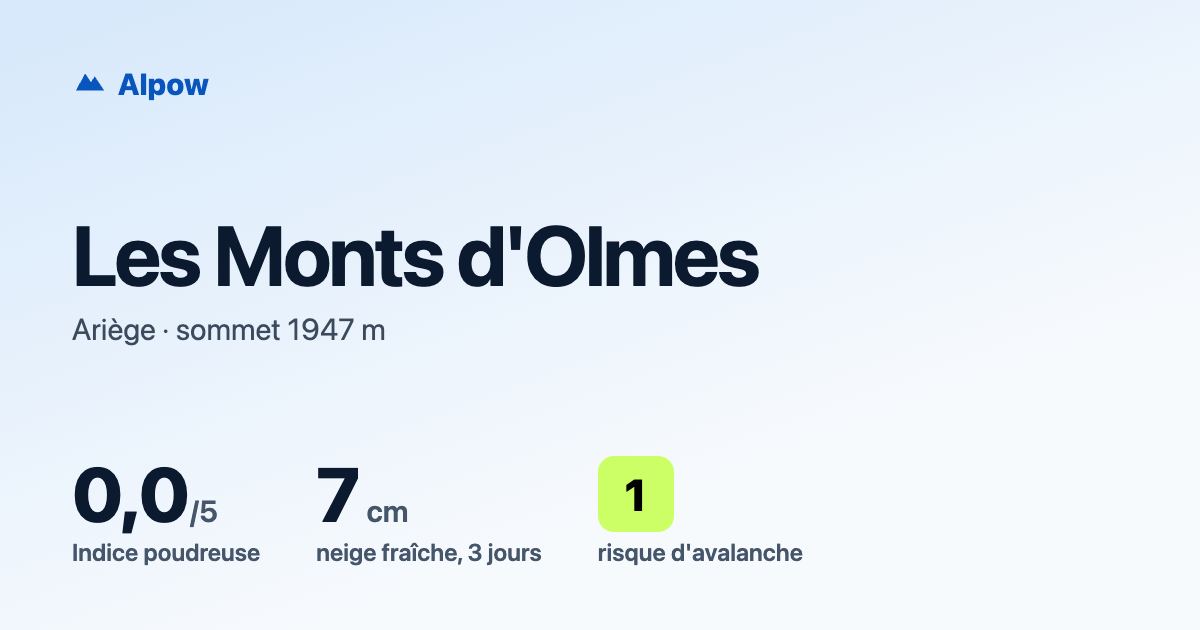 Alpow
Les Monts d'Olmes
Ariège · sommet 1947 m
0,0/5
Indice poudreuse
7 cm
neige fraîche, 3 jours
1
risque d'avalanche